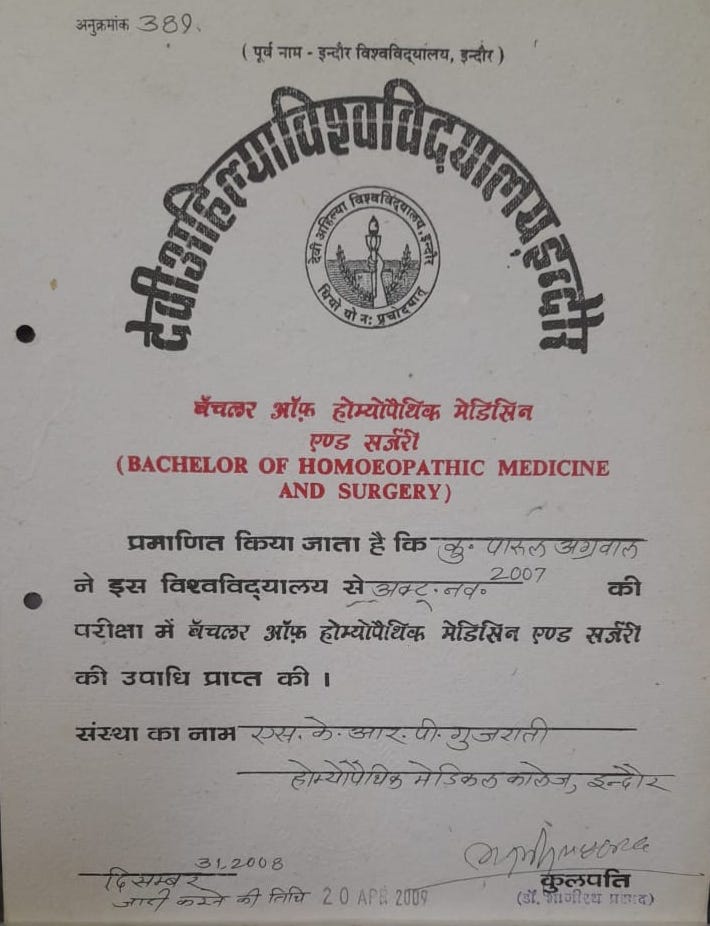 अनुक्रमांक 389.
( पूर्व नाम - इन्दौर विश्वविद्यालय, इन्दौर )
देवी अहिल्या विश्वविद्यालय, इन्दौर
देवी अहिल्या विश्वविद्यालय, इन्दौर
धियो यो नः प्रचोदयात्
बॅचलर ऑफ़ होम्योपैथिक मेडिसिन
एण्ड सर्जरी
(BACHELOR OF HOMOEOPATHIC MEDICINE
AND SURGERY)
प्रमाणित किया जाता है कि कु. पारुल अग्रवाल
ने इस विश्वविद्यालय से अक्टू. नव. 2007 की
परीक्षा में बॅचलर ऑफ़ होम्योपैथिक मेडिसिन एण्ड सर्जरी
की उपाधि प्राप्त की ।
संस्था का नाम एस. के. आर. पी. गुजराती
होम्योपैथिक मेडिकल कालेज, इन्दौर
दिसम्बर 31, 2008
जारी करने की तिथि 20 APR 2009
कुलपति
(डॉ. भागीरथ प्रसाद)